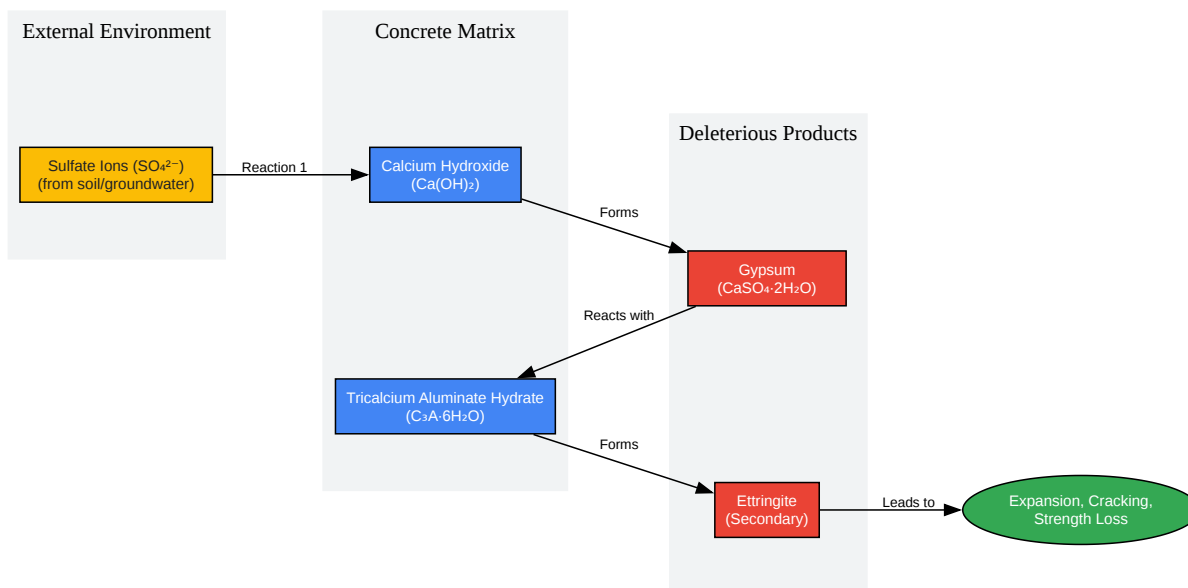 External Environment
Concrete Matrix
Deleterious Products
Sulfate Ions (SO₄²⁻)
(from soil/groundwater)
Reaction 1
Calcium Hydroxide
(Ca(OH)₂)
Forms
Gypsum
(CaSO₄·2H₂O)
Reacts with
Tricalcium Aluminate Hydrate
(C₃A·6H₂O)
Forms
Ettringite
(Secondary)
Leads to
Expansion, Cracking,
Strength Loss